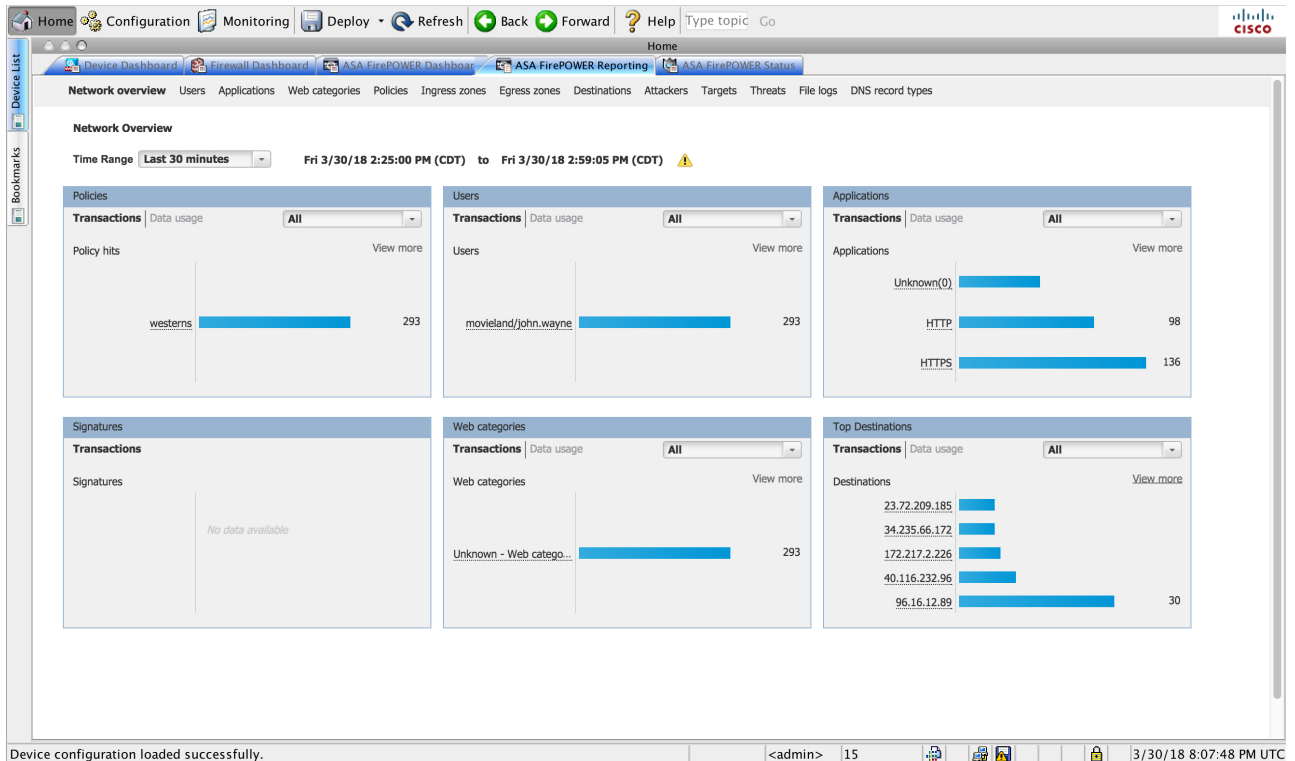 Home Configuration Monitoring Deploy Refresh Back Forward Help Type topic Go
CISCO
Home
Device List
Bookmarks
Device Dashboard Firewall Dashboard ASA FirePOWER Dashboar ASA FirePOWER Reporting ASA FirePOWER Status
Network overview Users Applications Web categories Policies Ingress zones Egress zones Destinations Attackers Targets Threats File logs DNS record types
Network Overview
Time Range Last 30 minutes Fri 3/30/18 2:25:00 PM (CDT) to Fri 3/30/18 2:59:05 PM (CDT)
Policies
Transactions Data usage All
Policy hits View more
westerns 293
Users
Transactions Data usage All
Users View more
movieland/john.wayne 293
Applications
Transactions Data usage All
Applications View more
Unknown(0)
HTTP 98
HTTPS 136
Signatures
Transactions
Signatures
No data available
Web categories
Transactions Data usage All
Web categories View more
Unknown - Web catego... 293
Top Destinations
Transactions Data usage All
Destinations View more
23.72.209.185
34.235.66.172
172.217.2.226
40.116.232.96
96.16.12.89 30
Device configuration loaded successfully. <admin> 15 3/30/18 8:07:48 PM UTC